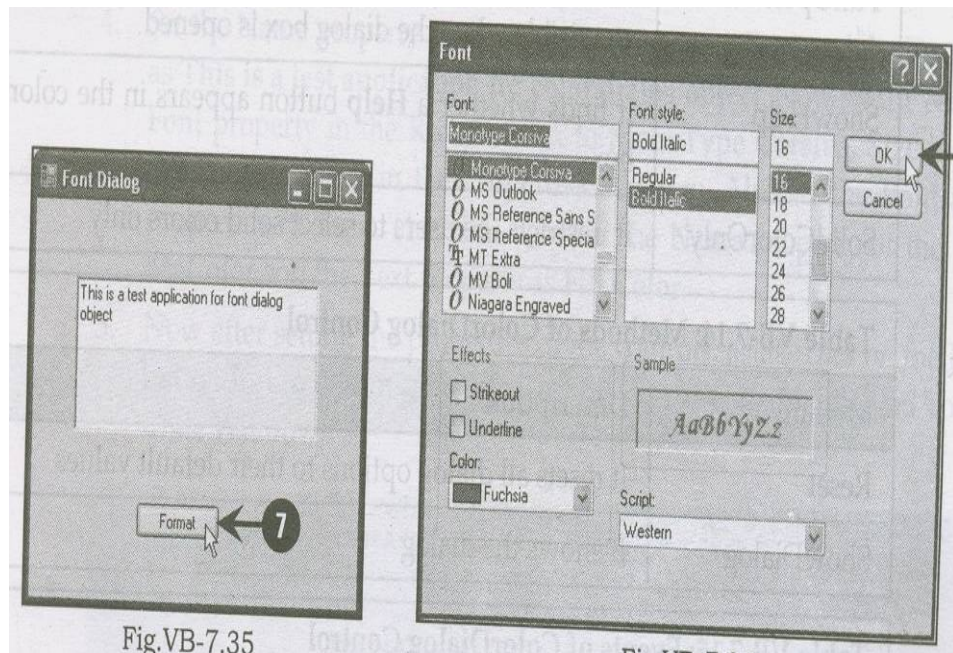 Font Dialog
This is a test application for font dialog
object
Format
7
Fig.VB-7.35
Font
Font:
Monotype Corsiva
Monotype Corsiva
MS Outlook
MS Reference Sans S
MS Reference Specia
MT Extra
MV Boli
Niagara Engraved
Font style:
Bold Italic
Regular
Bold Italic
Size:
16
16
18
20
22
24
26
28
OK
Cancel
Effects
Strikeout
Underline
Color:
Fuchsia
Sample
AaBbYyZz
Script:
Western